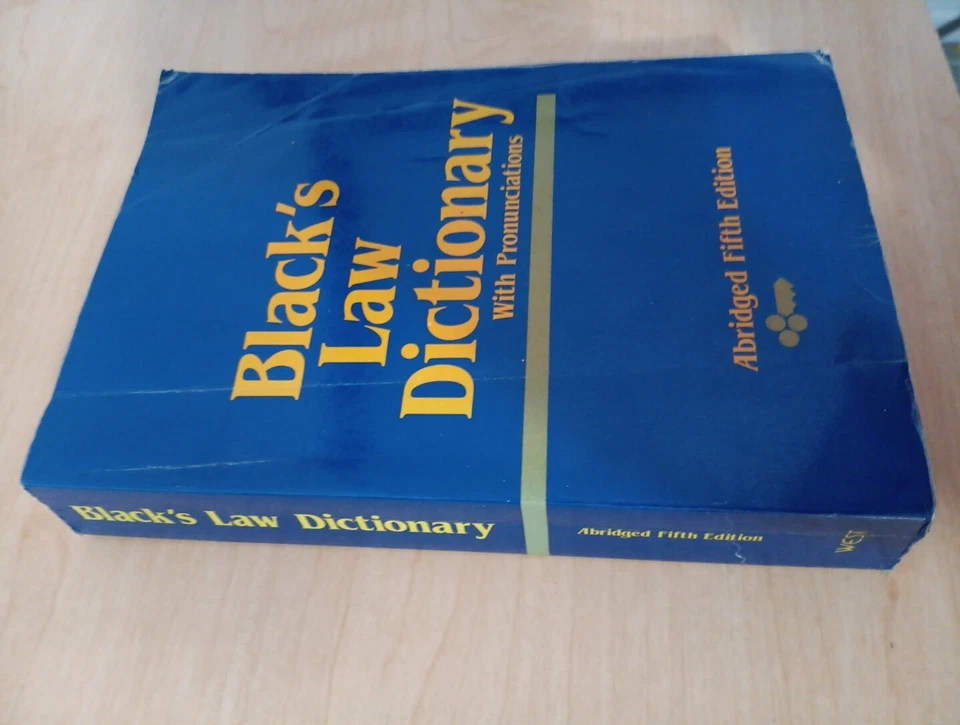 Black's
Law
Dictionary
With Pronunciations
Abridged Fifth Edition
Black's Law Dictionary
Abridged Fifth Edition
WEST